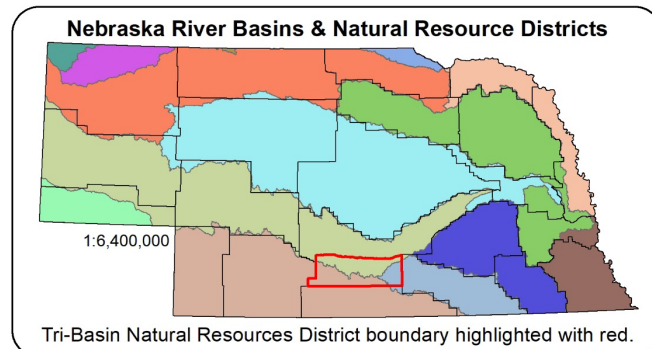 Nebraska River Basins & Natural Resource Districts
1:6,400,000
Tri-Basin Natural Resources District boundary highlighted with red.